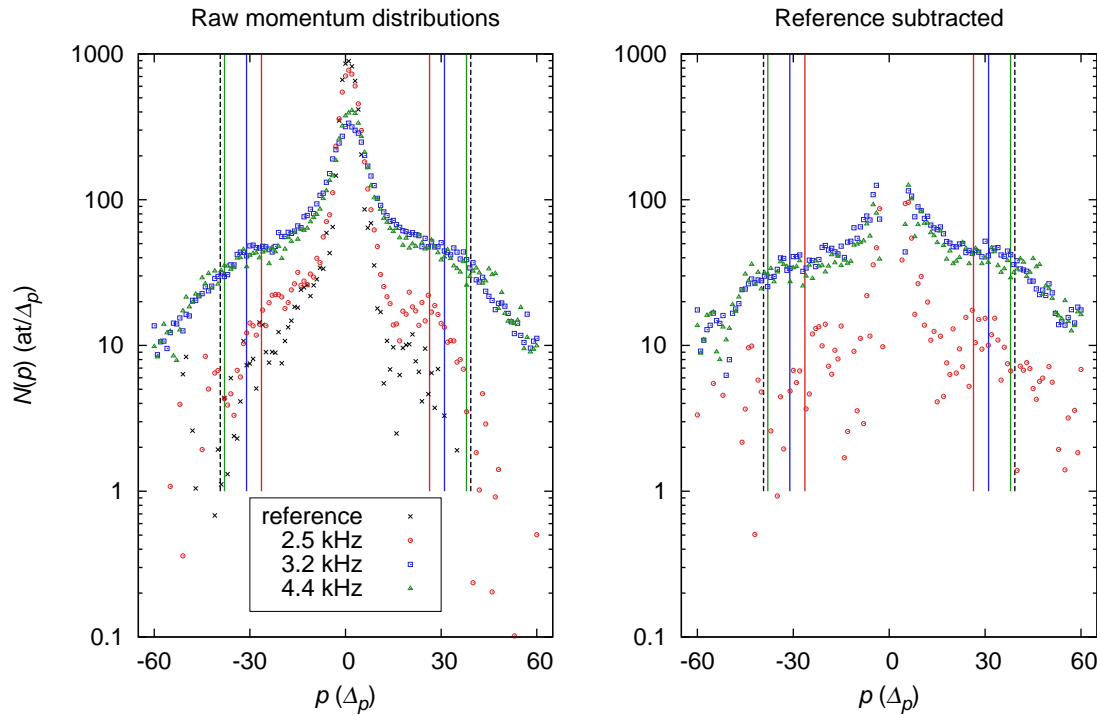 Raw momentum distributions
Reference subtracted
N(p) (at/Δp)
1000
100
10
1
0.1
-60 -30 0 30 60
p (Δp)
reference
2.5 kHz
3.2 kHz
4.4 kHz
1000
100
10
1
0.1
-60 -30 0 30 60
p (Δp)